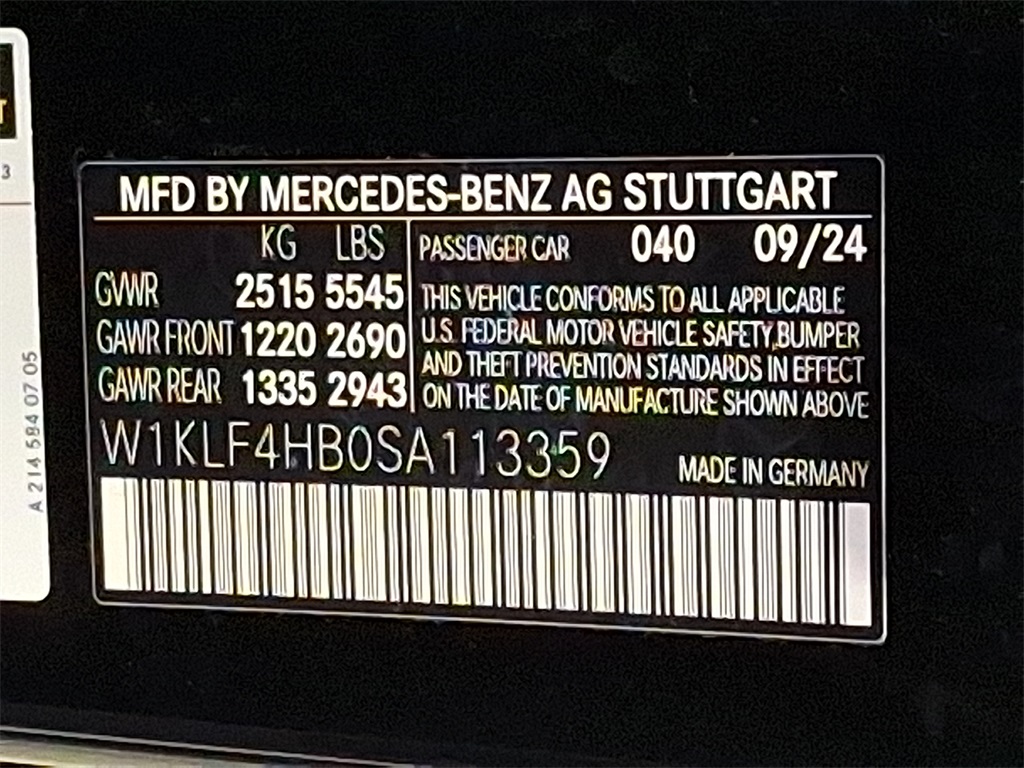 MFD BY MERCEDES-BENZ AG STUTTGART
KG LBS
GVWR 2515 5545
GAWR FRONT 1220 2690
GAWR REAR 1335 2943
PASSENGER CAR 040 09/24
THIS VEHICLE CONFORMS TO ALL APPLICABLE
U.S. FEDERAL MOTOR VEHICLE SAFETY,BUMPER
AND THEFT PREVENTION STANDARDS IN EFFECT
ON THE DATE OF MANUFACTURE SHOWN ABOVE
W1KLF4HB0SA113359
MADE IN GERMANY
T
3
A 214 584 07 05